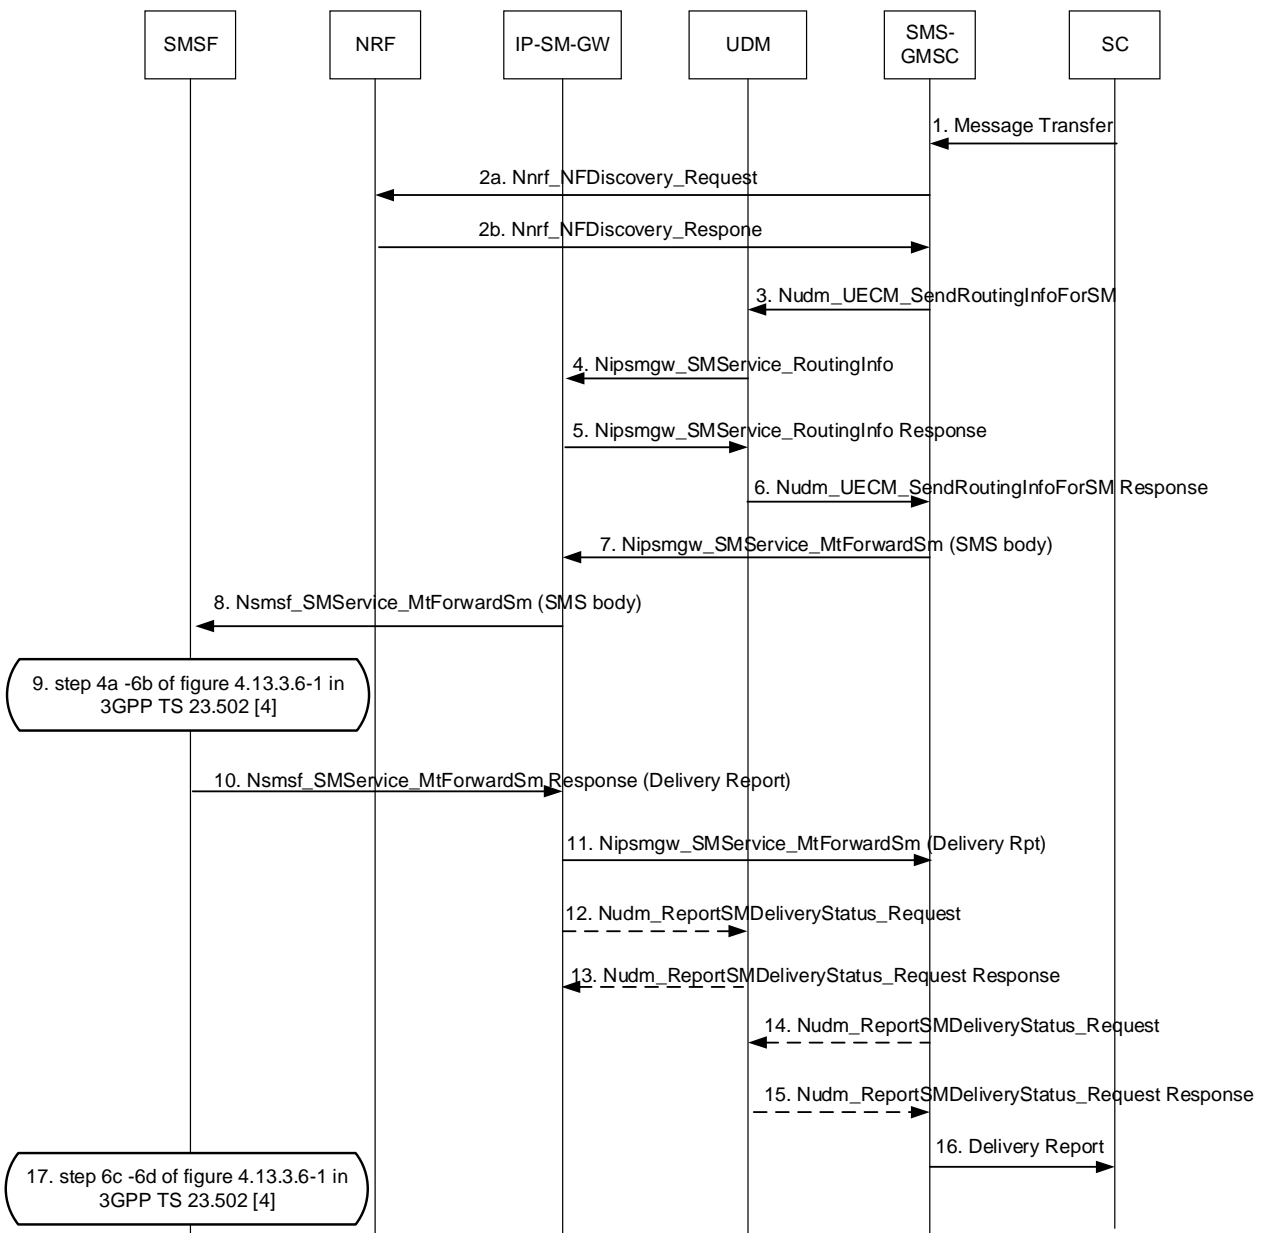 SMSF
NRF
IP-SM-GW
UDM
SMS-
GMSC
SC
1. Message Transfer
2a. Nnrf_NFDiscovery_Request
2b. Nnrf_NFDiscovery_Respone
3. Nudm_UECM_SendRoutingInfoForSM
4. Nipsmgw_SMService_RoutingInfo
5. Nipsmgw_SMService_RoutingInfo Response
6. Nudm_UECM_SendRoutingInfoForSM Response
7. Nipsmgw_SMService_MtForwardSm (SMS body)
8. Nsmsf_SMService_MtForwardSm (SMS body)
9. step 4a -6b of figure 4.13.3.6-1 in
3GPP TS 23.502 [4]
10. Nsmsf_SMService_MtForwardSm Response (Delivery Report)
11. Nipsmgw_SMService_MtForwardSm (Delivery Rpt)
12. Nudm_ReportSMDeliveryStatus_Request
13. Nudm_ReportSMDeliveryStatus_Request Response
14. Nudm_ReportSMDeliveryStatus_Request
15. Nudm_ReportSMDeliveryStatus_Request Response
16. Delivery Report
17. step 6c -6d of figure 4.13.3.6-1 in
3GPP TS 23.502 [4]